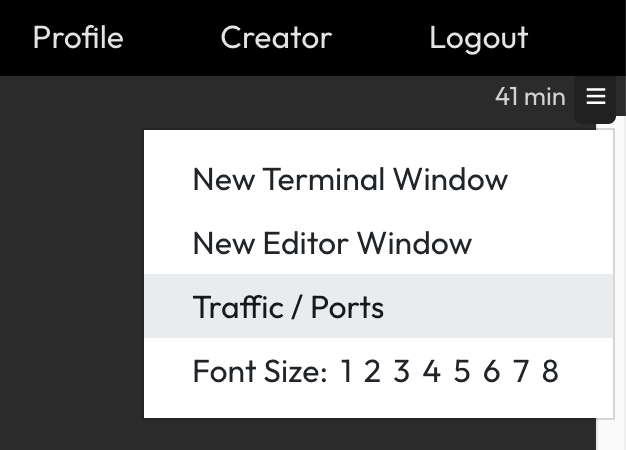 Profile Creator Logout
41 min
New Terminal Window
New Editor Window
Traffic / Ports
Font Size: 1 2 3 4 5 6 7 8